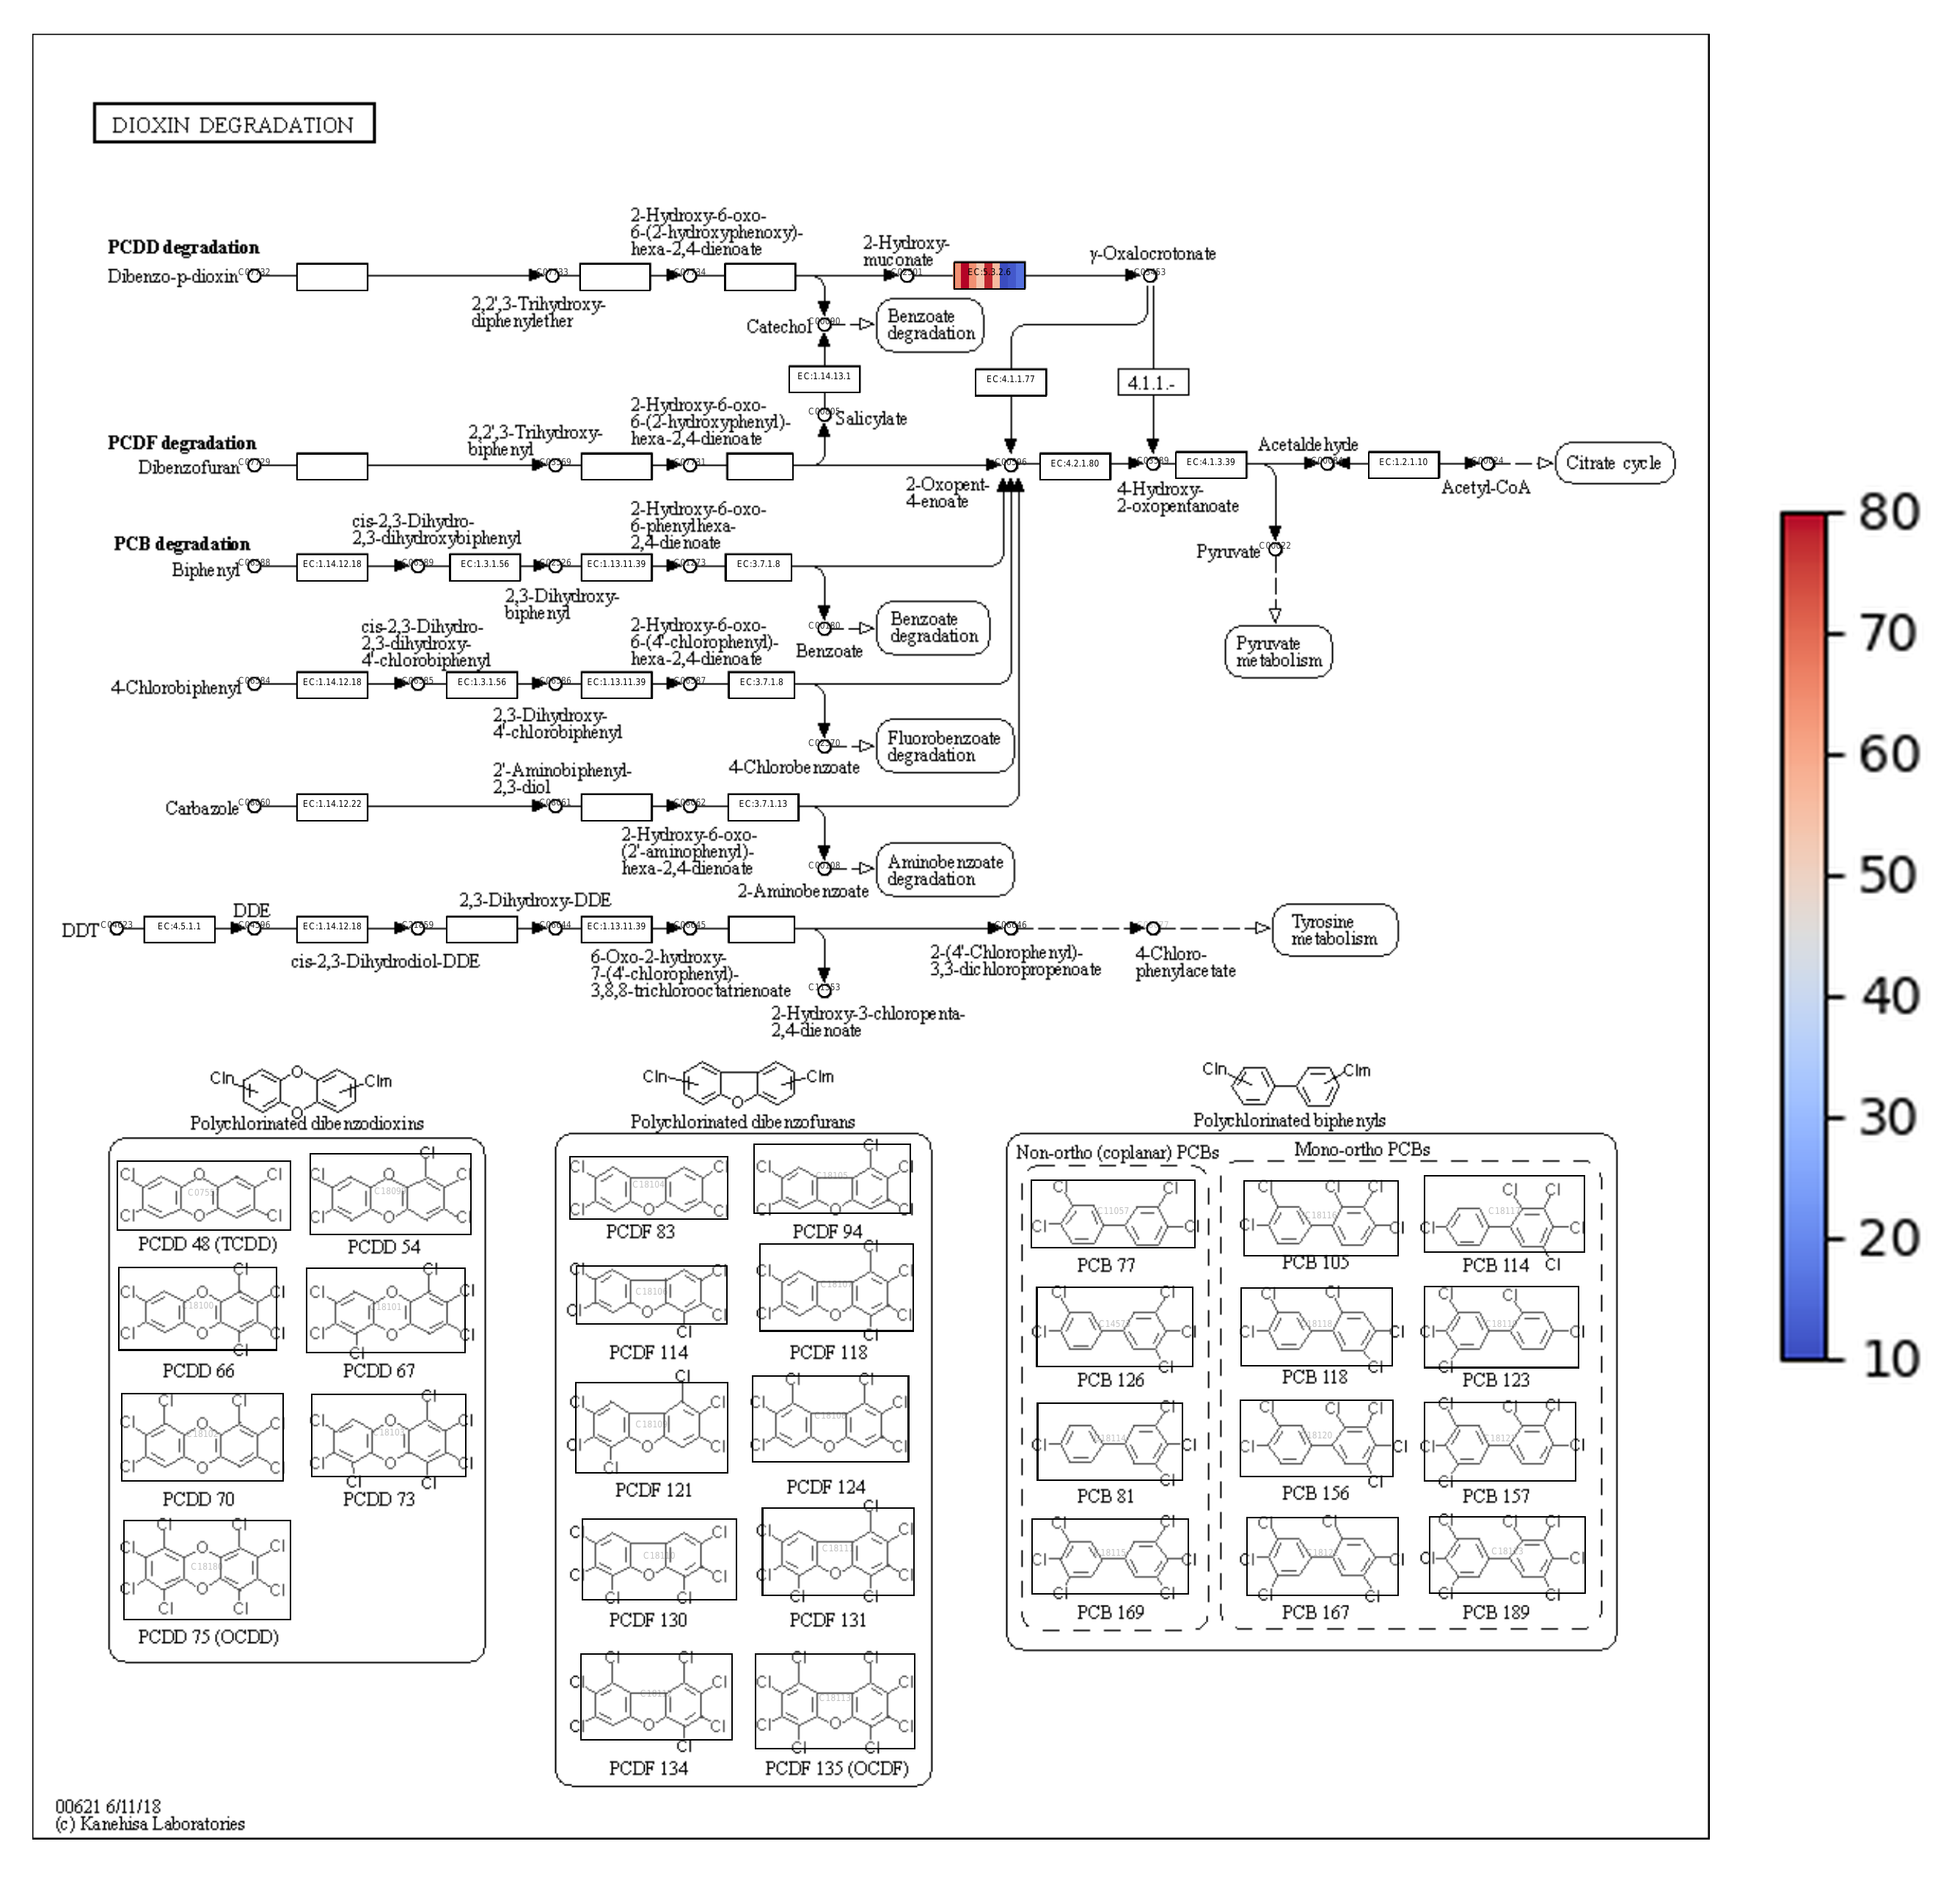 DIOXIN DEGRADATION
PCDD degradation
Dibenzo-p-dioxin
2,2',3-Trihydroxy-
diphenylether
2-Hydroxy-6-oxo-
6-(2-hydroxyphenoxy)-
hexa-2,4-dienoate
2-Hydroxy-
muconate
EC:5.3.2.6
γ-Oxalocrotonate
Catechol
Benzoate
degradation
EC:1.14.13.1
EC:4.1.1.77
4.1.1.-
Salicylate
PCDF degradation
Dibenzofuran
2,2',3-Trihydroxy-
biphenyl
2-Hydroxy-6-oxo-
6-(2-hydroxyphenyl)-
hexa-2,4-dienoate
2-Oxopent-
4-enoate
EC:4.2.1.80
4-Hydroxy-
2-oxopentanoate
EC:4.1.3.39
Acetaldehyde
EC:1.2.1.10
Acetyl-CoA
Citrate cycle
Pyruvate
Pyruvate
metabolism
PCB degradation
Biphenyl
EC:1.14.12.18
cis-2,3-Dihydro-
2,3-dihydroxybiphenyl
EC:1.3.1.56
2,3-Dihydroxy-
biphenyl
EC:1.13.11.39
2-Hydroxy-6-oxo-
6-phenylhexa-
2,4-dienoate
EC:3.7.1.8
Benzoate
Benzoate
degradation
4-Chlorobiphenyl
EC:1.14.12.18
cis-2,3-Dihydro-
2,3-dihydroxy-
4'-chlorobiphenyl
EC:1.3.1.56
2,3-Dihydroxy-
4'-chlorobiphenyl
EC:1.13.11.39
2-Hydroxy-6-oxo-
6-(4'-chlorophenyl)-
hexa-2,4-dienoate
EC:3.7.1.8
4-Chlorobenzoate
Fluorobenzoate
degradation
Carbazole
EC:1.14.12.22
2'-Aminobiphenyl-
2,3-diol
2-Hydroxy-6-oxo-
(2'-aminophenyl)-
hexa-2,4-dienoate
EC:3.7.1.13
2-Aminobenzoate
Aminobenzoate
degradation
DDT
EC:4.5.1.1
DDE
EC:1.14.12.18
cis-2,3-Dihydrodiol-DDE
2,3-Dihydroxy-DDE
EC:1.13.11.39
6-Oxo-2-hydroxy-
7-(4'-chlorophenyl)-
3,8,8-trichlorooctatrienoate
2-Hydroxy-3-chloropenta-
2,4-dienoate
2-(4'-Chlorophenyl)-
3,3-dichloropropenoate
4-Chloro-
phenylacetate
Tyrosine
metabolism
Cln
Clm
Polychlorinated dibenzodioxins
PCDD 48 (TCDD)
PCDD 54
PCDD 66
PCDD 67
PCDD 70
PCDD 73
PCDD 75 (OCDD)
Cln
Clm
Polychlorinated dibenzofurans
PCDF 83
PCDF 94
PCDF 114
PCDF 118
PCDF 121
PCDF 124
PCDF 130
PCDF 131
PCDF 134
PCDF 135 (OCDF)
Cln
Clm
Polychlorinated biphenyls
Non-ortho (coplanar) PCBs
Mono-ortho PCBs
PCB 77
PCB 105
PCB 114
PCB 126
PCB 118
PCB 123
PCB 81
PCB 156
PCB 157
PCB 169
PCB 167
PCB 189
80
70
60
50
40
30
20
10
00621 6/11/18
(c) Kanehisa Laboratories